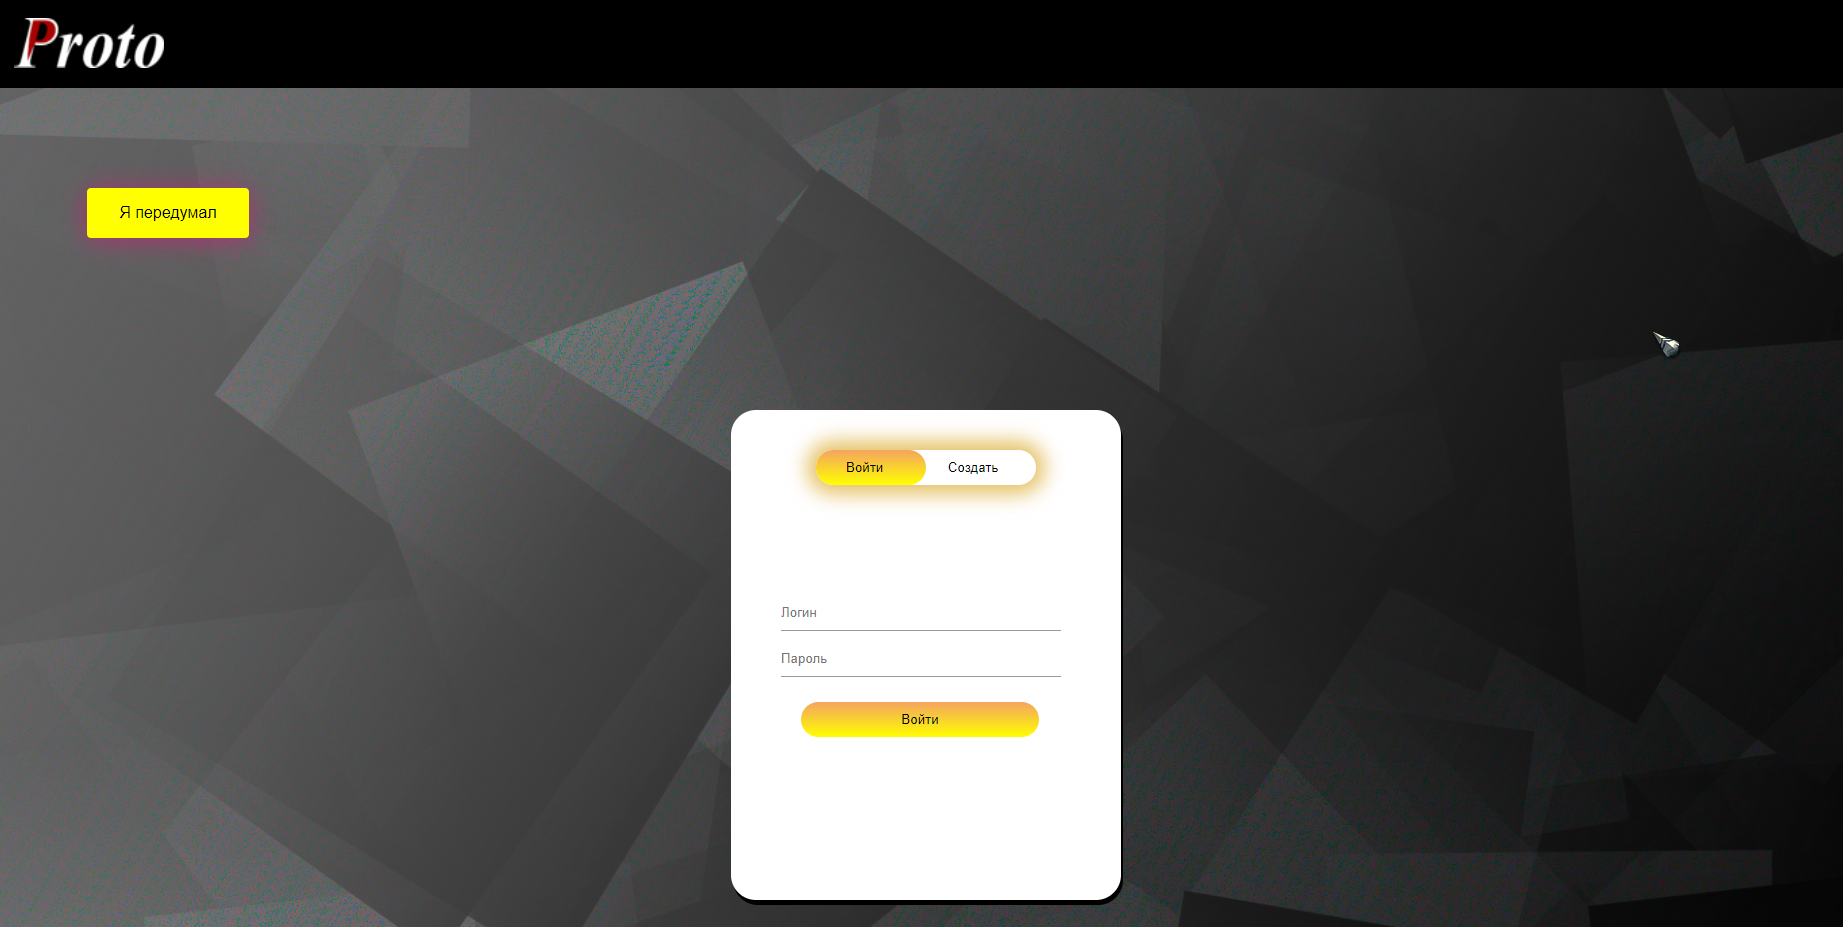 Proto
Я передумал
Войти Создать
Логин
Пароль
Войти